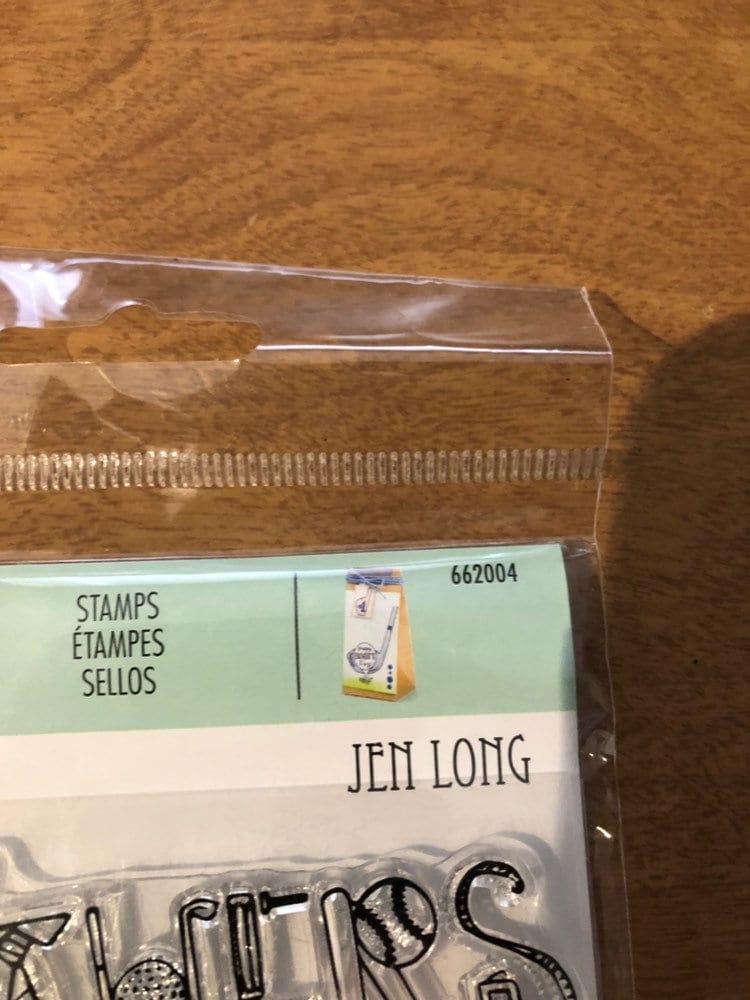 662004
STAMPS
ÉTAMPES
SELLOS
JEN LONG